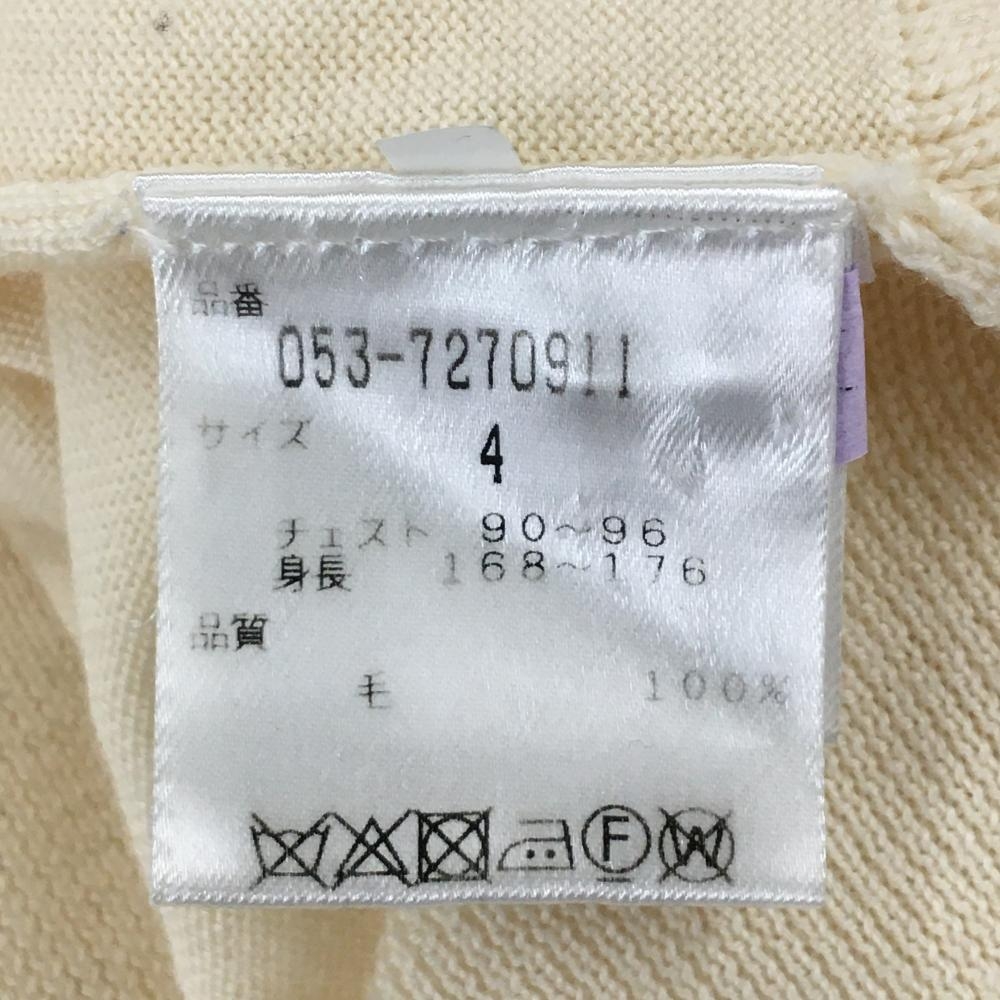 品番
053-7270911
サイズ 4
チェスト 90～96
身長 168～176
品質
毛 100%
F W